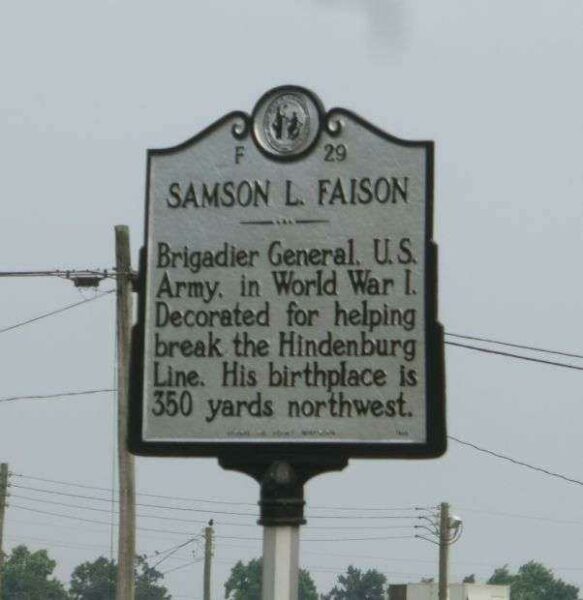 F 29
SAMSON L. FAISON
Brigadier General, U.S.
Army, in World War I.
Decorated for helping
break the Hindenburg
Line. His birthplace is
350 yards northwest.